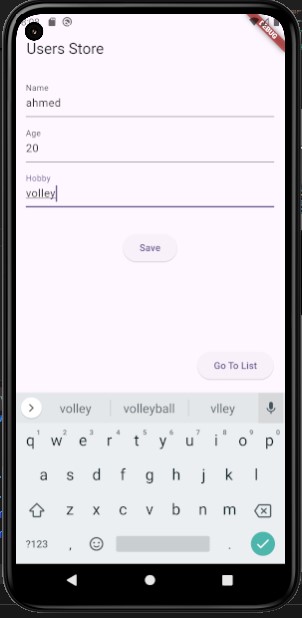 DEBUG
Users Store
Name
ahmed
Age
20
Hobby
volley
Save
Go To List
volley volleyball vlley
q1 w2 e3 r4 t5 y6 u7 i8 o9 p0
a s d f g h j k l
z x c v b n m
?123 , .